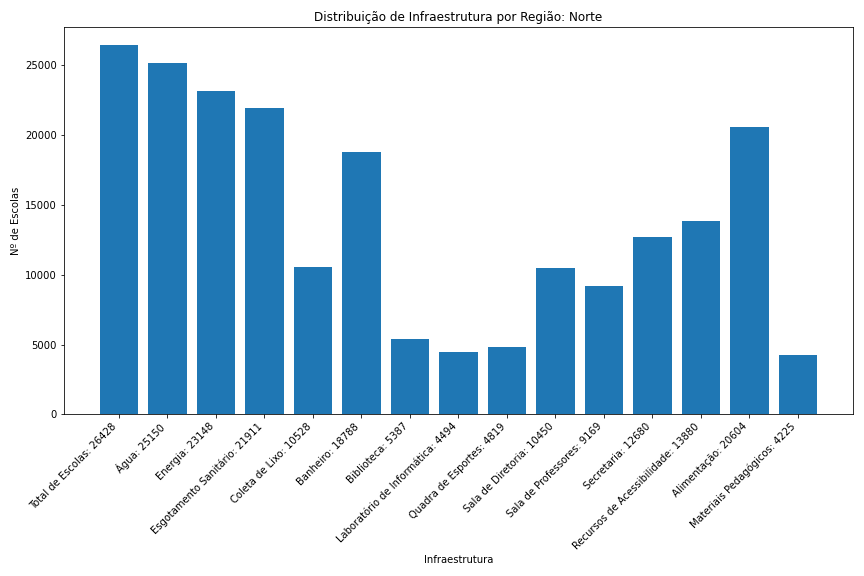 Distribuição de Infraestrutura por Região: Norte
Nº de Escolas
25000
20000
15000
10000
5000
0
Total de Escolas: 26428
Água: 25150
Energia: 23148
Esgotamento Sanitário: 21911
Coleta de Lixo: 10528
Banheiro: 18788
Biblioteca: 5387
Laboratório de Informática: 4494
Quadra de Esportes: 4819
Sala de Diretoria: 10450
Sala de Professores: 9169
Secretaria: 12680
Recursos de Acessibilidade: 13880
Alimentação: 20604
Materiais Pedagógicos: 4225
Infraestrutura